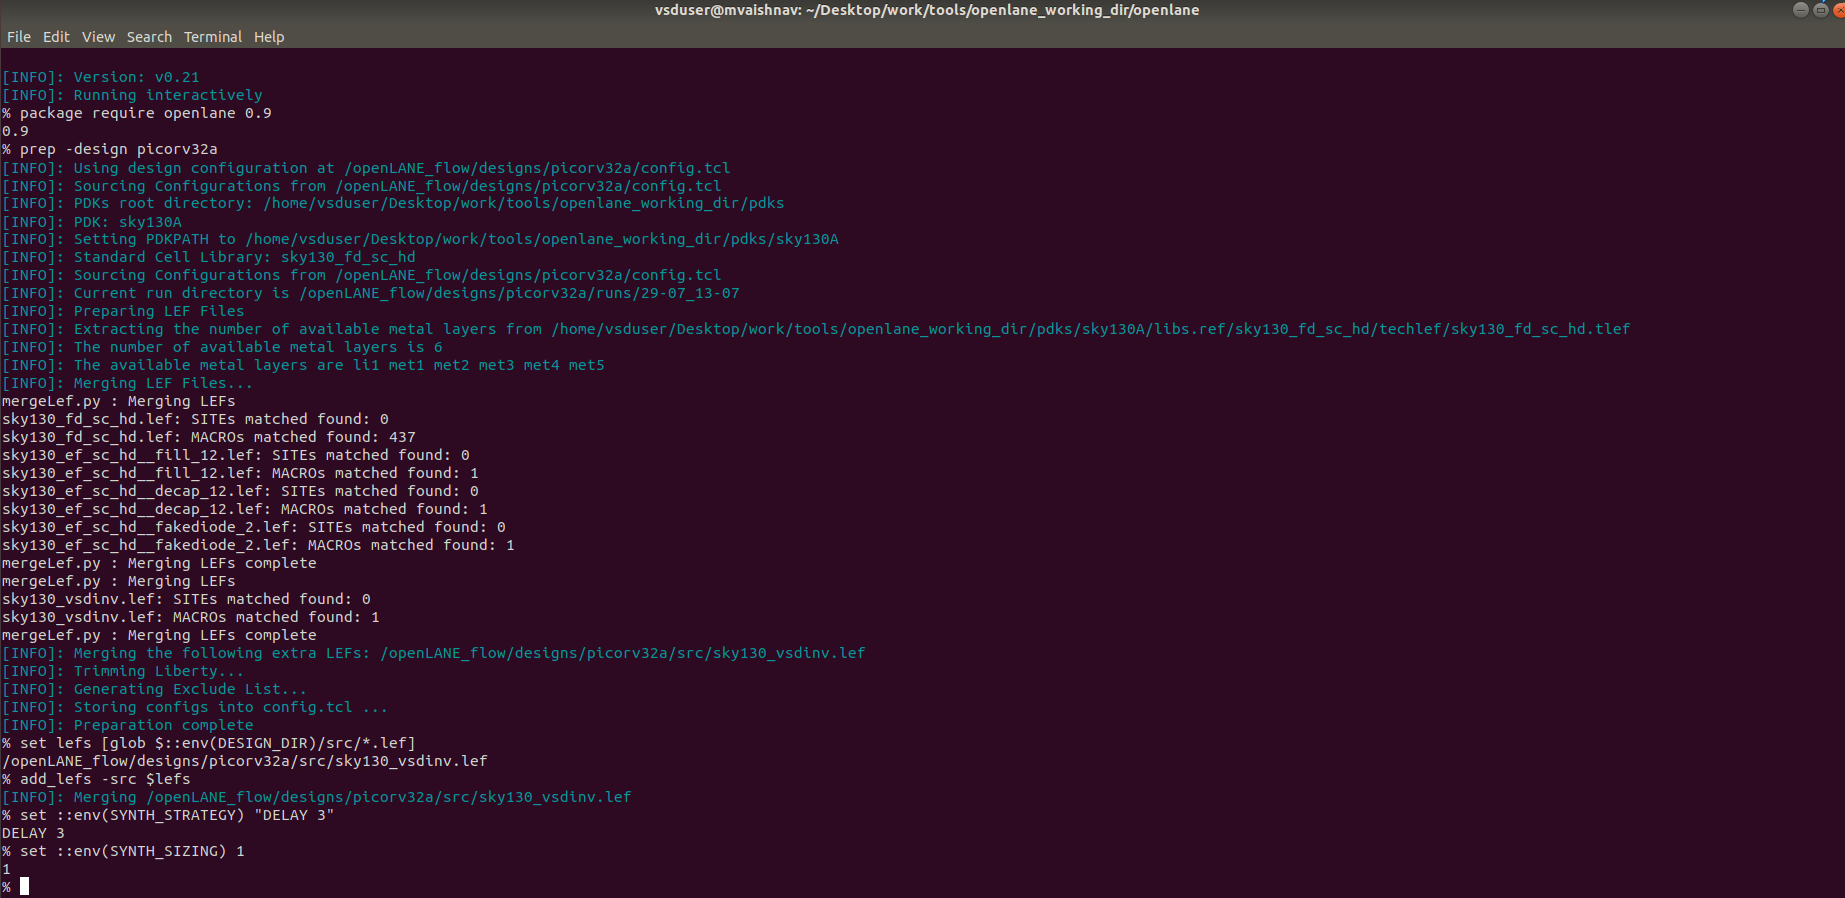 vsduser@mvaishnav: ~/Desktop/work/tools/openlane_working_dir/openlane
File Edit View Search Terminal Help
[INFO]: Version: v0.21
[INFO]: Running interactively
% package require openlane 0.9
0.9
% prep -design picorv32a
[INFO]: Using design configuration at /openLANE_flow/designs/picorv32a/config.tcl
[INFO]: Sourcing Configurations from /openLANE_flow/designs/picorv32a/config.tcl
[INFO]: PDKs root directory: /home/vsduser/Desktop/work/tools/openlane_working_dir/pdks
[INFO]: PDK: sky130A
[INFO]: Setting PDKPATH to /home/vsduser/Desktop/work/tools/openlane_working_dir/pdks/sky130A
[INFO]: Standard Cell Library: sky130_fd_sc_hd
[INFO]: Sourcing Configurations from /openLANE_flow/designs/picorv32a/config.tcl
[INFO]: Current run directory is /openLANE_flow/designs/picorv32a/runs/29-07_13-07
[INFO]: Preparing LEF Files
[INFO]: Extracting the number of available metal layers from /home/vsduser/Desktop/work/tools/openlane_working_dir/pdks/sky130A/libs.ref/sky130_fd_sc_hd/techlef/sky130_fd_sc_hd.tlef
[INFO]: The number of available metal layers is 6
[INFO]: The available metal layers are li1 met1 met2 met3 met4 met5
[INFO]: Merging LEF Files...
mergeLef.py : Merging LEFs
sky130_fd_sc_hd.lef: SITEs matched found: 0
sky130_fd_sc_hd.lef: MACROs matched found: 437
sky130_ef_sc_hd__fill_12.lef: SITEs matched found: 0
sky130_ef_sc_hd__fill_12.lef: MACROs matched found: 1
sky130_ef_sc_hd__decap_12.lef: SITEs matched found: 0
sky130_ef_sc_hd__decap_12.lef: MACROs matched found: 1
sky130_ef_sc_hd__fakediode_2.lef: SITEs matched found: 0
sky130_ef_sc_hd__fakediode_2.lef: MACROs matched found: 1
mergeLef.py : Merging LEFs complete
mergeLef.py : Merging LEFs
sky130_vsdinv.lef: SITEs matched found: 0
sky130_vsdinv.lef: MACROs matched found: 1
mergeLef.py : Merging LEFs complete
[INFO]: Merging the following extra LEFs: /openLANE_flow/designs/picorv32a/src/sky130_vsdinv.lef
[INFO]: Trimming Liberty...
[INFO]: Generating Exclude List...
[INFO]: Storing configs into config.tcl ...
[INFO]: Preparation complete
% set lefs [glob $::env(DESIGN_DIR)/src/*.lef]
/openLANE_flow/designs/picorv32a/src/sky130_vsdinv.lef
% add_lefs -src $lefs
[INFO]: Merging /openLANE_flow/designs/picorv32a/src/sky130_vsdinv.lef
% set ::env(SYNTH_STRATEGY) "DELAY 3"
DELAY 3
% set ::env(SYNTH_SIZING) 1
1
%